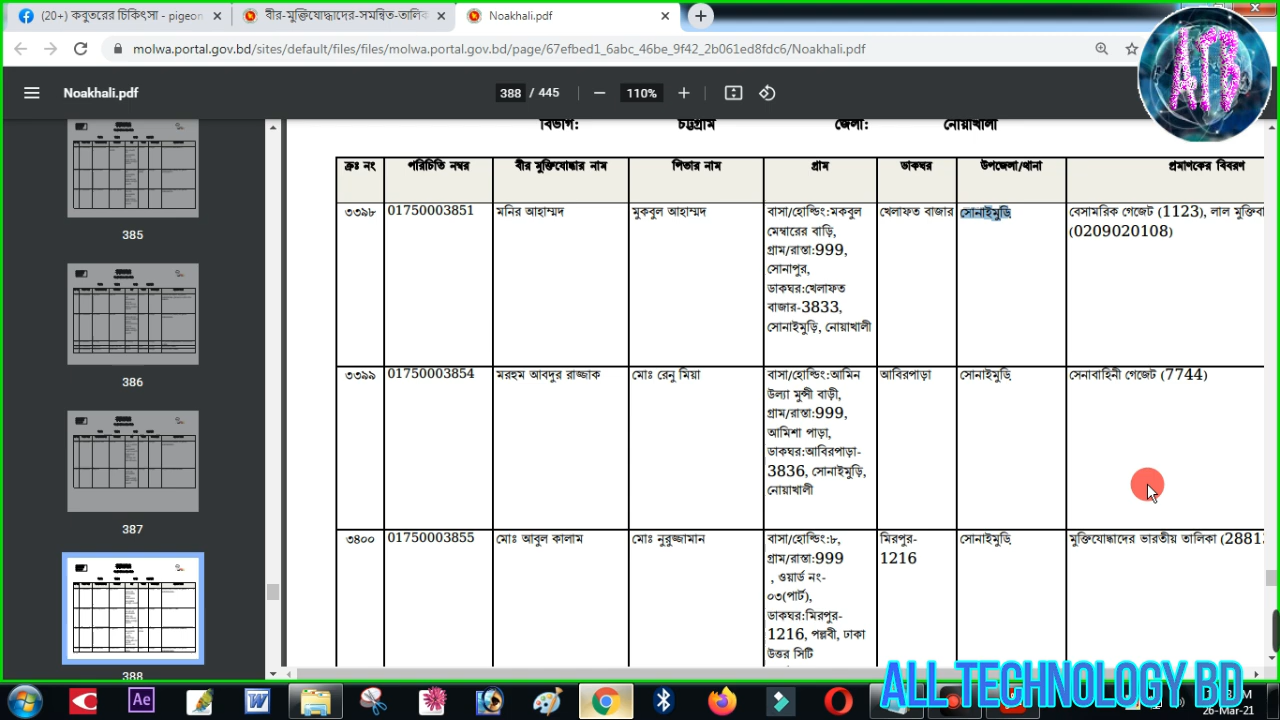 (20+) কবুতরের চিকিৎসা - pigeon
বীর-মুক্তিযোদ্ধাদের-সমন্বিত-তালিক
Noakhali.pdf
molwa.portal.gov.bd/sites/default/files/files/molwa.portal.gov.bd/page/67efbed1_6abc_46be_9f42_2b061ed8fdc6/Noakhali.pdf
Noakhali.pdf
388 / 445
110%
বিভাগ: চট্টগ্রাম জেলা: নোয়াখালী
ক্রঃ নং পরিচিতি নম্বর বীর মুক্তিযোদ্ধার নাম পিতার নাম গ্রাম ডাকঘর উপজেলা/থানা প্রমাণকের বিবরণ
৩৩৯৮ 01750003851 মনির আহাম্মদ মুকবুল আহাম্মদ বাসা/হোল্ডিং:মকবুল খেলাফত বাজার সোনাইমুড়ি বেসামরিক গেজেট (1123), লাল মুক্তিবা
মেম্বারের বাড়ি, (0209020108)
গ্রাম/রাস্তা:999,
সোনাপুর,
ডাকঘর:খেলাফত
বাজার-3833,
সোনাইমুড়ি, নোয়াখালী
৩৩৯৯ 01750003854 মরহুম আবদুর রাজ্জাক মোঃ রেনু মিয়া বাসা/হোল্ডিং:আমিন আবিরপাড়া সোনাইমুড়ি সেনাবাহিনী গেজেট (7744)
উল্যা মুন্সী বাড়ী,
গ্রাম/রাস্তা:999,
আমিশা পাড়া,
ডাকঘর:আবিরপাড়া-
3836, সোনাইমুড়ি,
নোয়াখালী
৩৪০০ 01750003855 মোঃ আবুল কালাম মোঃ নুরুজ্জামান বাসা/হোল্ডিং:৮, মিরপুর- সোনাইমুড়ি মুক্তিযোদ্ধাদের ভারতীয় তালিকা (28813
গ্রাম/রাস্তা:999 1216
, ওয়ার্ড নং-
০৩(পার্ট),
ডাকঘর:মিরপুর-
1216, পল্লবী, ঢাকা
উত্তর সিটি
385
386
387
388
ALL TECHNOLOGY BD
26-Mar-21